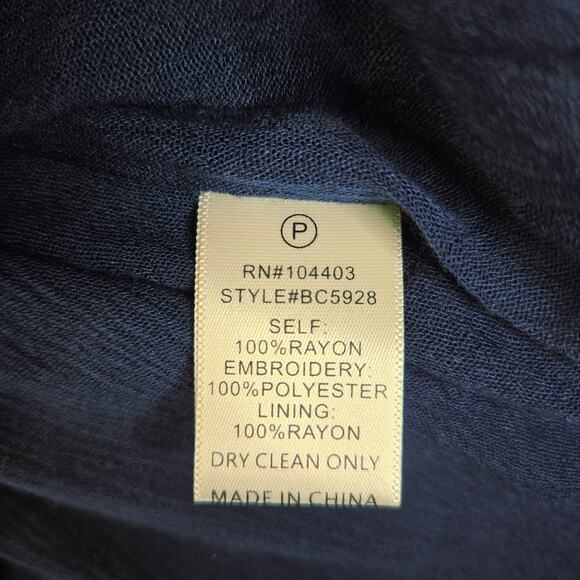 P
RN#104403
STYLE#BC5928
SELF:
100%RAYON
EMBROIDERY:
100%POLYESTER
LINING:
100%RAYON
DRY CLEAN ONLY
MADE IN CHINA